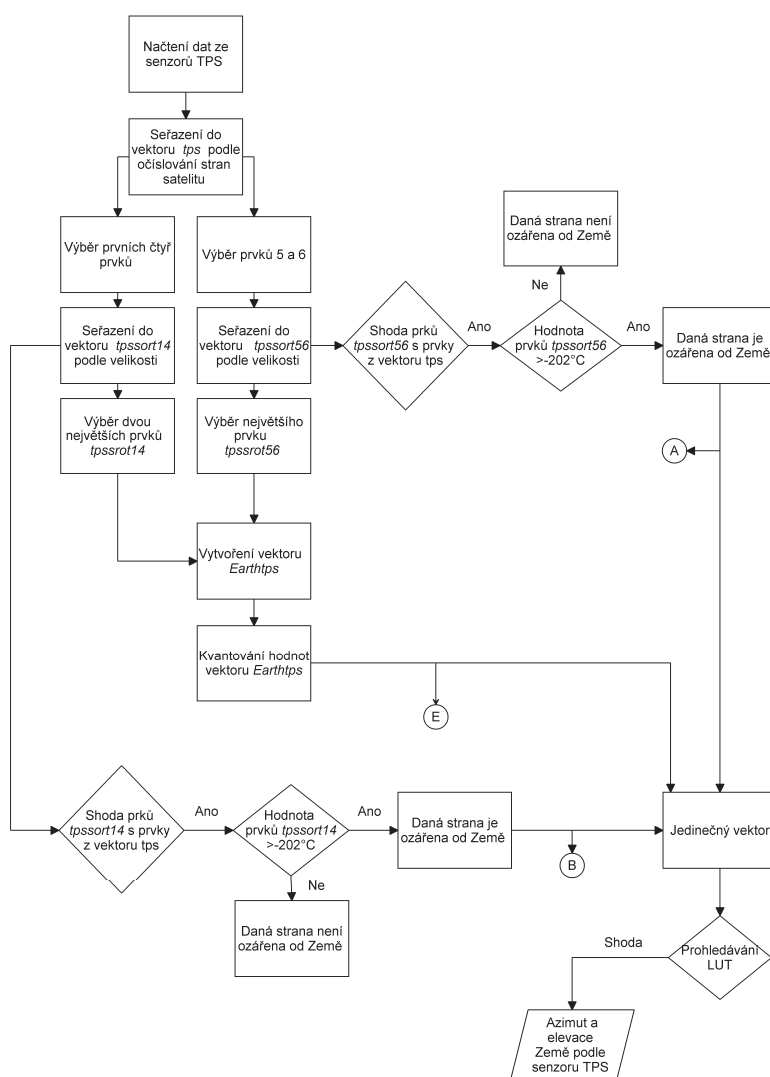 Načtení dat ze
senzorů TPS
Seřazení do
vektoru tps podle
očíslování stran
satelitu
Výběr prvních čtyř
prvků
Výběr prvků 5 a 6
Daná strana není
ozářena od Země
Ne
Seřazení do
vektoru tpssort14
podle velikosti
Seřazení do
vektoru tpssort56
podle velikosti
Shoda prků
tpssort56 s prvky
z vektoru tps
Ano
Hodnota
prvků tpssort56
>-202°C
Ano
Daná strana je
ozářena od Země
Výběr dvou
největších prvků
tpssrot14
Výběr největšího
prvku
tpssrot56
A
Vytvoření vektoru
Earthtps
Kvantování hodnot
vektoru Earthtps
E
Shoda prků
tpssort14 s prvky
z vektoru tps
Ano
Hodnota
prvků tpssort14
>-202°C
Ano
Daná strana je
ozářena od Země
B
Jedinečný vektor
Ne
Daná strana není
ozářena od Země
Shoda
Prohledávání
LUT
Azimut a
elevace
Země podle
senzoru TPS